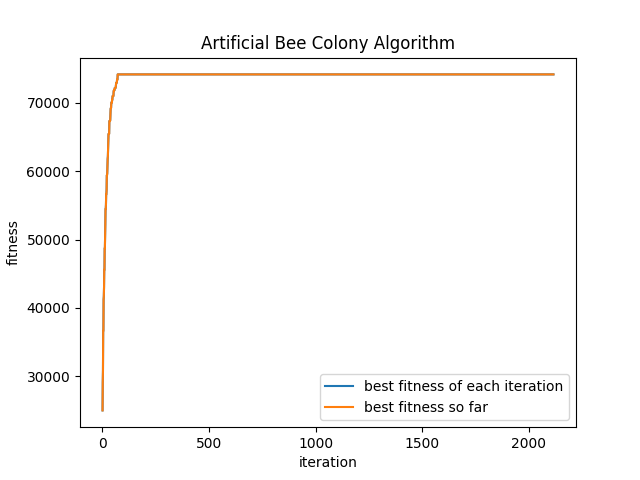 Artificial Bee Colony Algorithm
70000
60000
50000
40000
30000
fitness
best fitness of each iteration
best fitness so far
0
500
1000
1500
2000
iteration